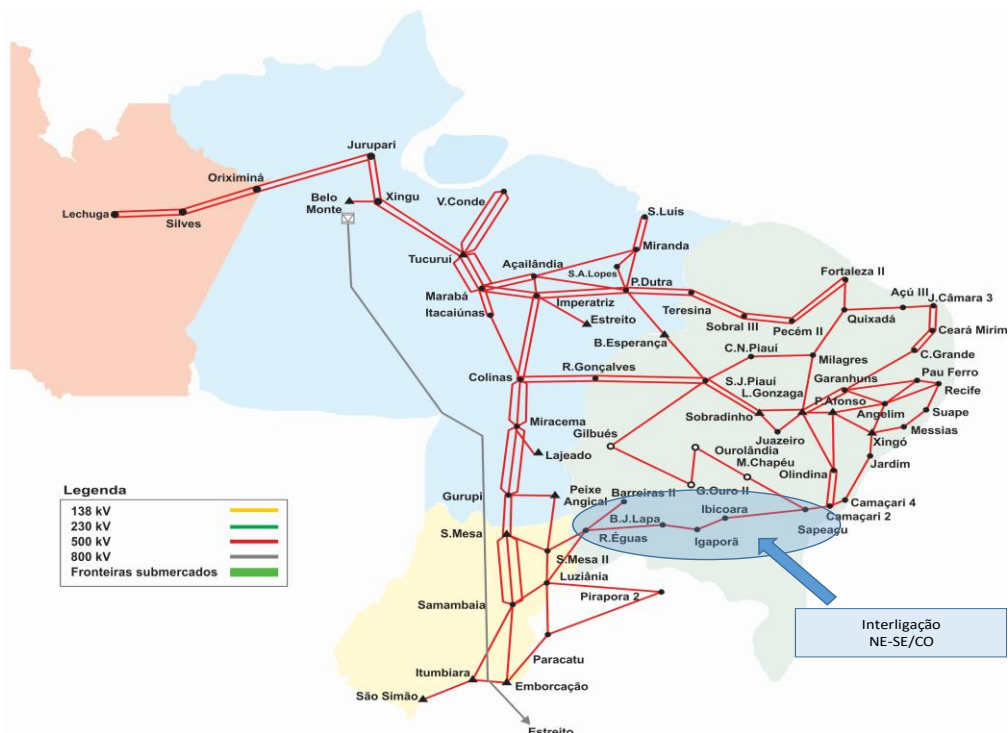 Jurupari
Oriximiná
Belo
Monte
Xingu
V.Conde
Lechuga
Silves
S.Luis
Miranda
Tucuruí
Açailândia
S.A.Lopes
Fortaleza II
Marabá
P.Dutra
Açú III
J.Câmara 3
Itacaiúnas
Imperatriz
Teresina
Estreito
Sobral III
Pecém II
Quixadá
Ceará Mirim
B.Esperança
C.N.Piauí
Milagres
C.Grande
Colinas
R.Gonçalves
S.J.Piauí
Garanhuns
Pau Ferro
L.Gonzaga
P.Afonso
Recife
Sobradinho
Angelim
Suape
Miracema
Gilbués
Juazeiro
Messias
Ourolândia
Xingó
Lajeado
M.Chapéu
Olindina
Jardim
Legenda
138 kV
230 kV
500 kV
800 kV
Fronteiras submercados
Gurupi
Peixe
Angical
Barreiras II
G.Ouro II
Camaçari 4
Ibicoara
Camaçari 2
B.J.Lapa
Sapeaçu
S.Mesa
R.Éguas
Igaporã
S.Mesa II
Luziânia
Pirapora 2
Samambaia
Interligação
NE-SE/CO
Paracatu
Itumbiara
São Simão
Emborcação
Estreito